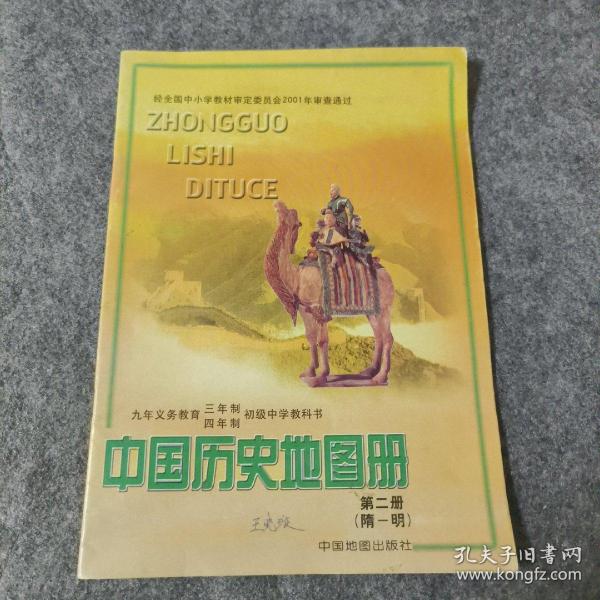 经全国中小学教材审定委员会2001年审查通过
ZHONGGUO
LISHI
DITUCE
九年义务教育 三年制 四年制 初级中学教科书
中国历史地图册
第二册
(隋－明)
中国地图出版社
孔夫子旧书网
www.kongfz.com